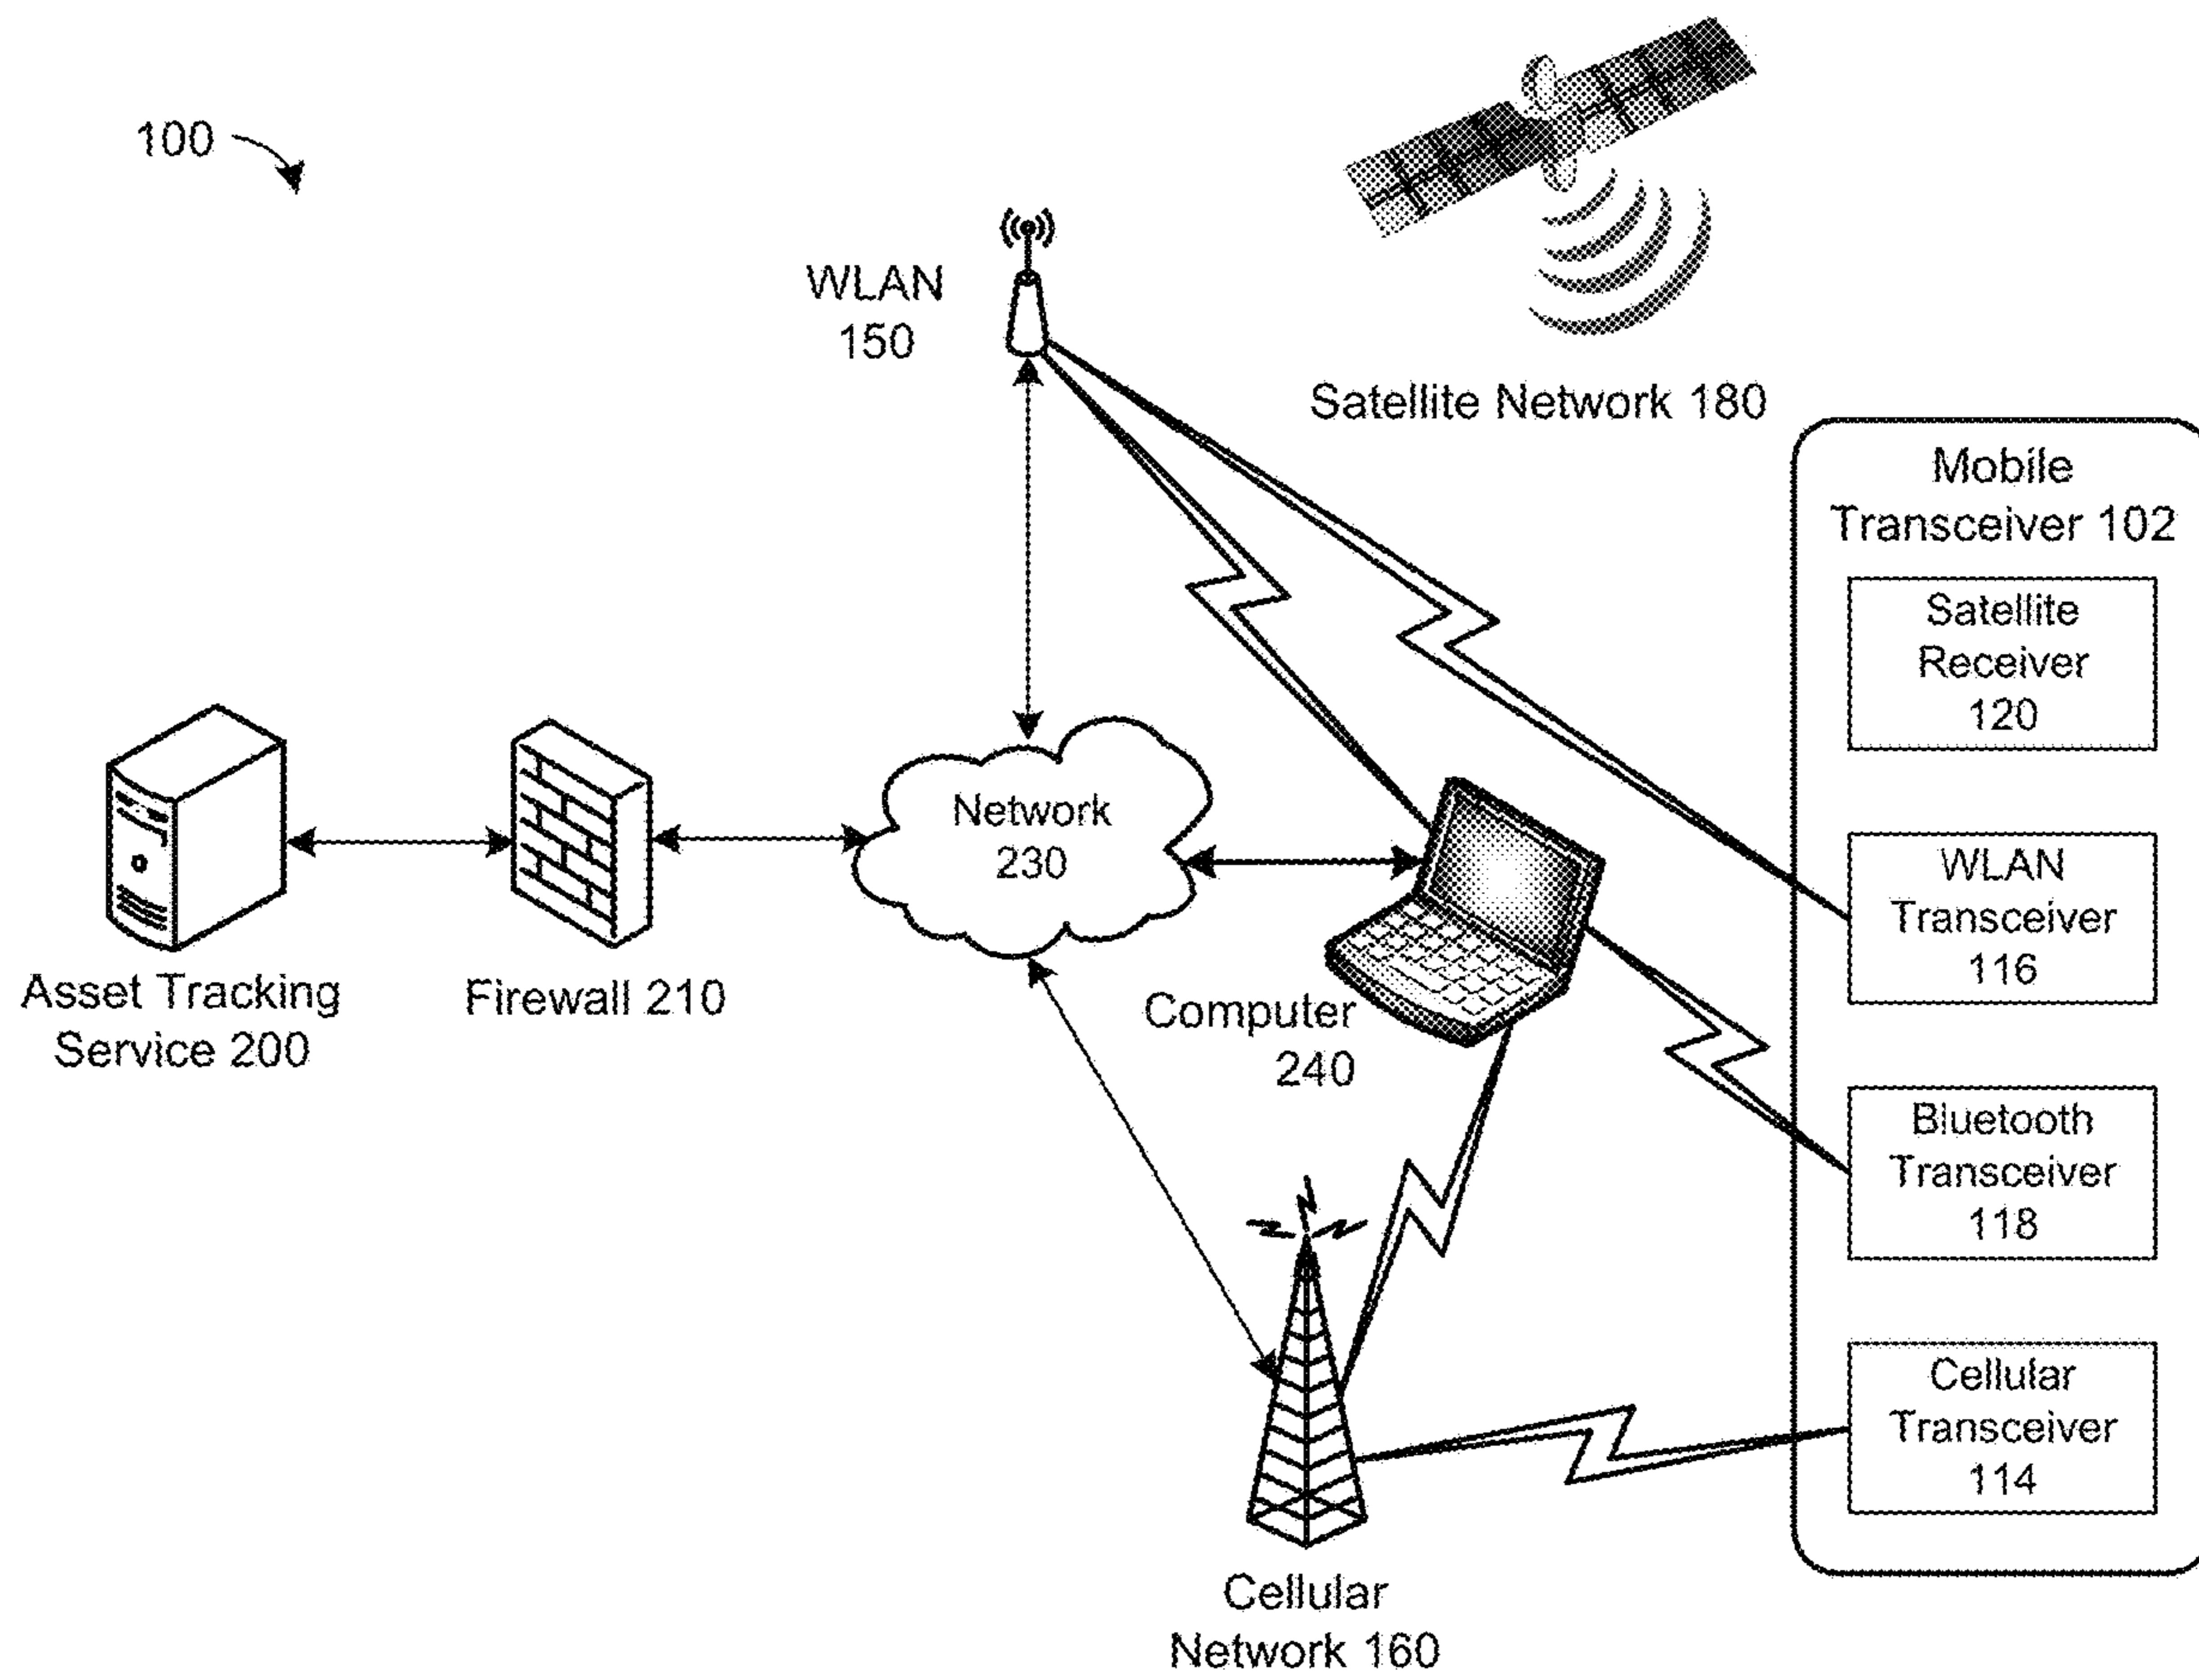 100
WLAN
150
Satellite Network 180
Mobile
Transceiver 102
Satellite
Receiver
120
WLAN
Transceiver
116
Bluetooth
Transceiver
118
Cellular
Transceiver
114
Network
230
Asset Tracking
Service 200
Firewall 210
Computer
240
Cellular
Network 160